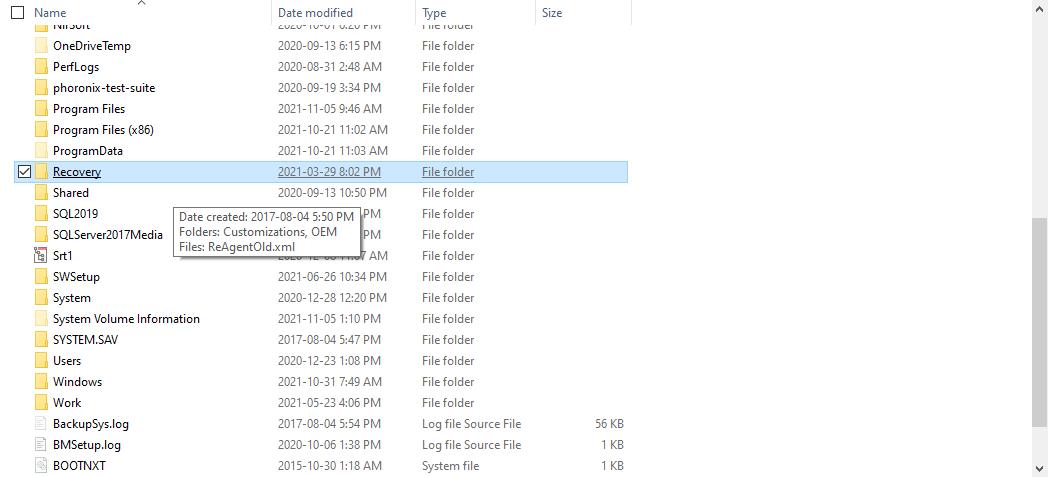 Name Date modified Type Size
NirSoft 2020-10-01 6:20 PM File folder
OneDriveTemp 2020-09-13 6:15 PM File folder
PerfLogs 2020-08-31 2:48 AM File folder
phoronix-test-suite 2020-09-19 3:34 PM File folder
Program Files 2021-11-05 9:46 AM File folder
Program Files (x86) 2021-10-21 11:02 AM File folder
ProgramData 2021-10-21 11:03 AM File folder
Recovery 2021-03-29 8:02 PM File folder
Shared 2020-09-13 10:50 PM File folder
SQL2019 PM File folder
SQLServer2017Media PM File folder
Date created: 2017-08-04 5:50 PM
Folders: Customizations, OEM
Files: ReAgentOld.xml
Srt1 File folder
SWSetup 2021-06-26 10:34 PM File folder
System 2020-12-28 12:20 PM File folder
System Volume Information 2021-11-05 1:10 PM File folder
SYSTEM.SAV 2017-08-04 5:47 PM File folder
Users 2020-12-23 1:08 PM File folder
Windows 2021-10-31 7:49 AM File folder
Work 2021-05-23 4:06 PM File folder
BackupSys.log 2017-08-04 5:54 PM Log file Source File 56 KB
BMSetup.log 2020-10-06 1:38 PM Log file Source File 1 KB
BOOTNXT 2015-10-30 1:18 AM System file 1 KB